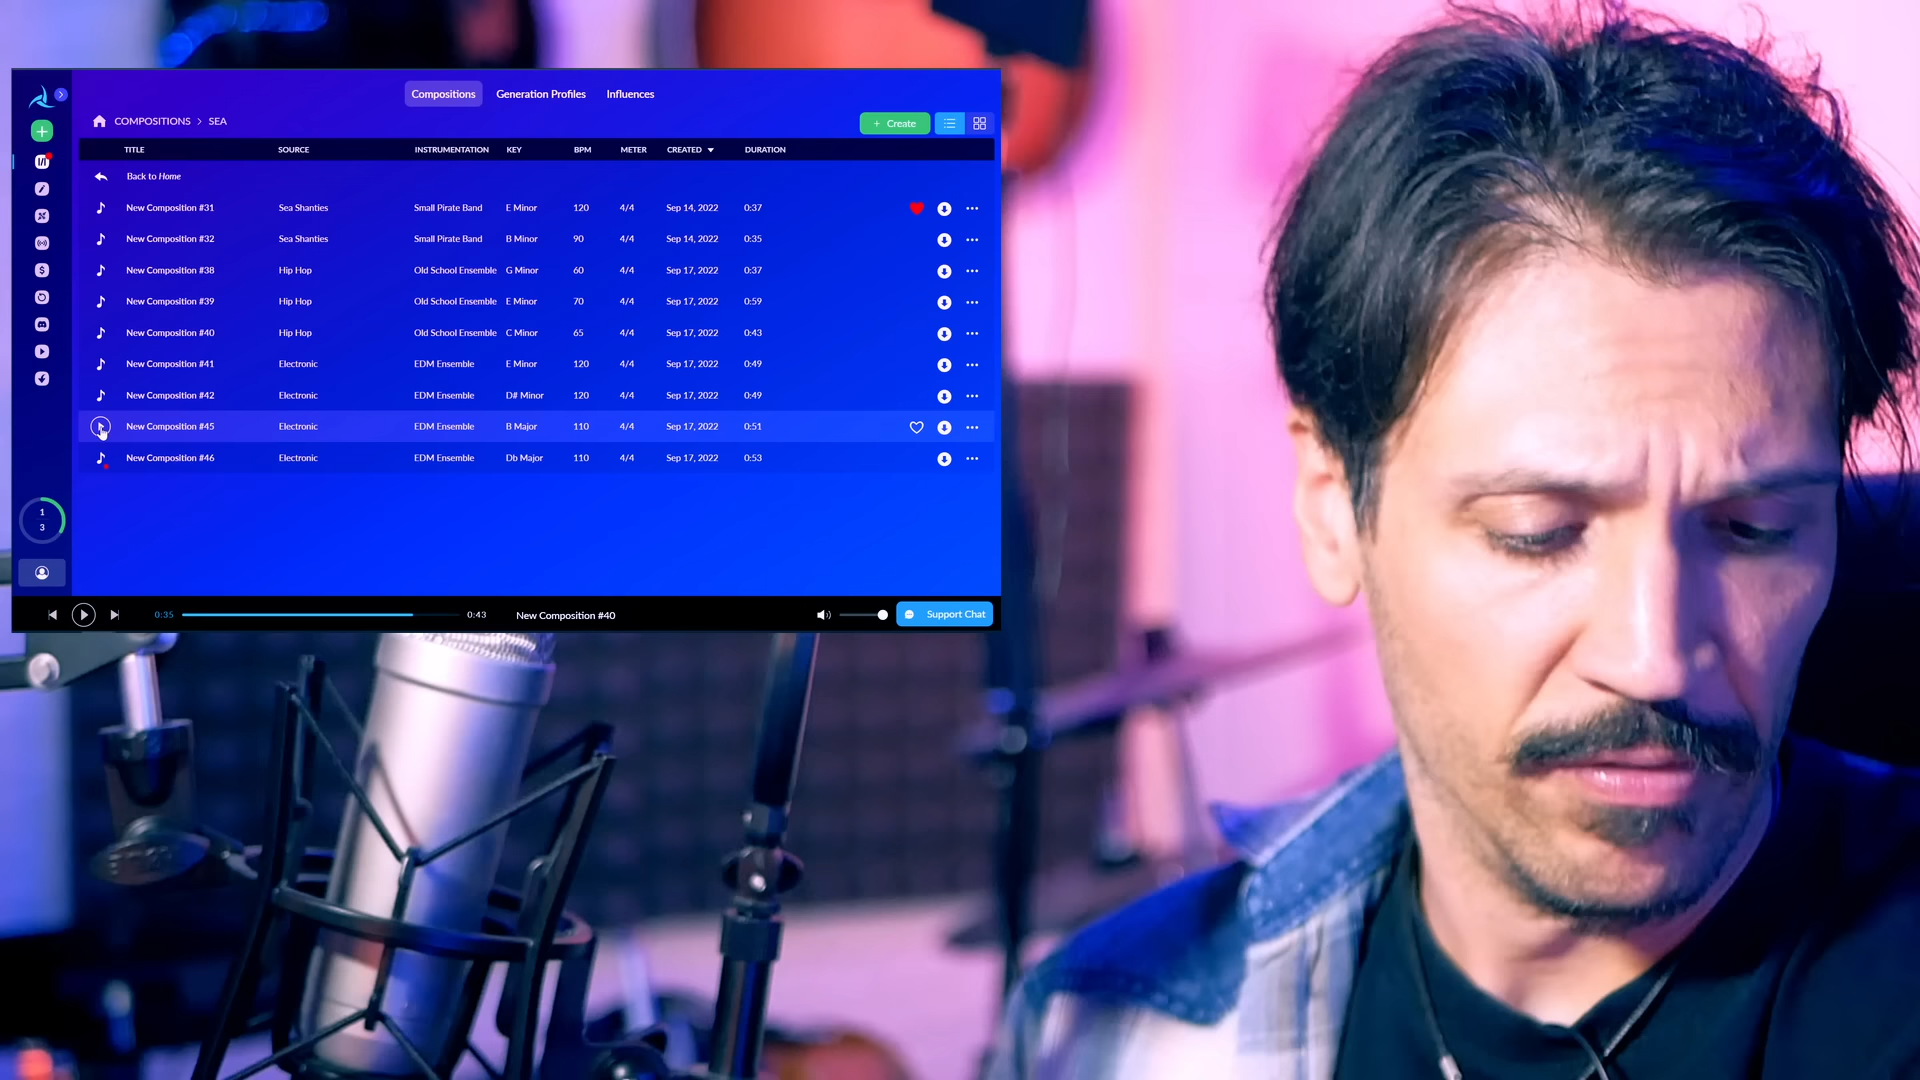 Compositions Generation Profiles Influences
COMPOSITIONS > SEA
+ Create
TITLE SOURCE INSTRUMENTATION KEY BPM METER CREATED DURATION
Back to Home
New Composition #31 Sea Shanties Small Pirate Band E Minor 120 4/4 Sep 14, 2022 0:37
New Composition #32 Sea Shanties Small Pirate Band B Minor 90 4/4 Sep 14, 2022 0:35
New Composition #38 Hip Hop Old School Ensemble G Minor 60 4/4 Sep 17, 2022 0:37
New Composition #39 Hip Hop Old School Ensemble E Minor 70 4/4 Sep 17, 2022 0:59
New Composition #40 Hip Hop Old School Ensemble C Minor 65 4/4 Sep 17, 2022 0:43
New Composition #41 Electronic EDM Ensemble E Minor 120 4/4 Sep 17, 2022 0:49
New Composition #42 Electronic EDM Ensemble D# Minor 120 4/4 Sep 17, 2022 0:49
New Composition #45 Electronic EDM Ensemble B Major 110 4/4 Sep 17, 2022 0:51
New Composition #46 Electronic EDM Ensemble Db Major 110 4/4 Sep 17, 2022 0:53
1
3
0:35 0:43 New Composition #40 Support Chat